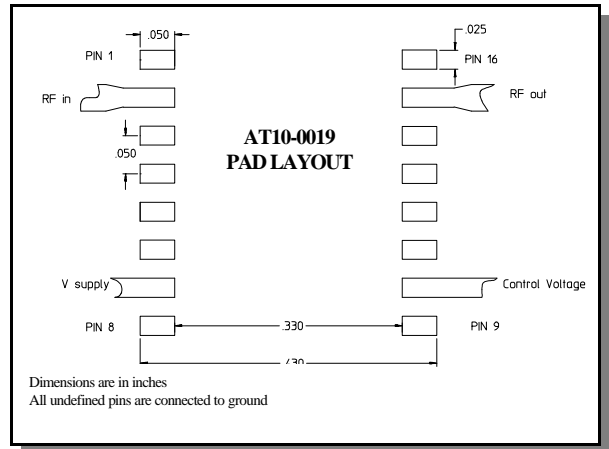 .050
.025
PIN 1
PIN 16
RF in
RF out
AT10-0019
PAD LAYOUT
.050
V supply
Control Voltage
PIN 8
.330
PIN 9
Dimensions are in inches
All undefined pins are connected to ground